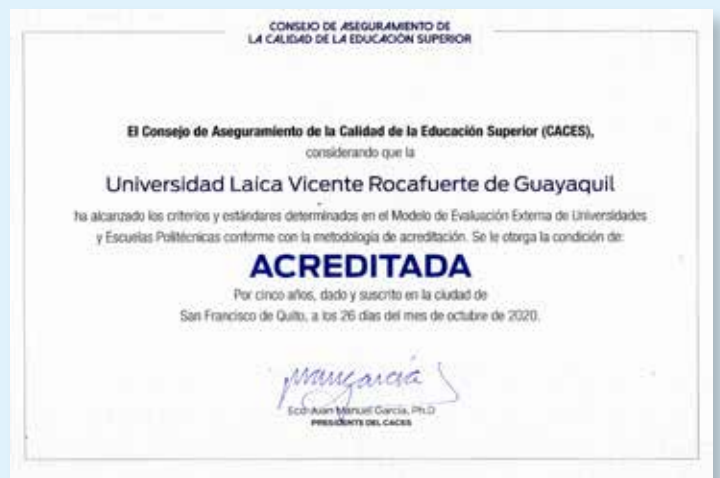 CONSEJO DE ASEGURAMIENTO DE
LA CALIDAD DE LA EDUCACIÓN SUPERIOR
El Consejo de Aseguramiento de la Calidad de la Educación Superior (CACES),
considerando que la
Universidad Laica Vicente Rocafuerte de Guayaquil
ha alcanzado los criterios y estándares determinados en el Modelo de Evaluación Externa de Universidades
y Escuelas Politécnicas conforme con la metodología de acreditación. Se le otorga la condición de:
ACREDITADA
Por cinco años, dado y suscrito en la ciudad de
San Francisco de Quito, a los 26 días del mes de octubre de 2020.
Juan Manuel García, Ph.D
PRESIDENTE DEL CACES